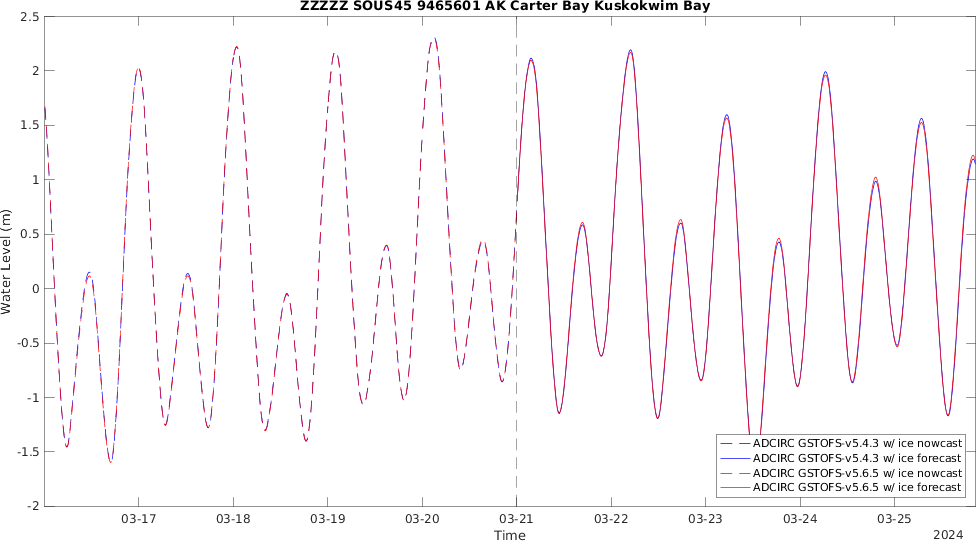 ZZZZZ SOUS45 9465601 AK Carter Bay Kuskokwim Bay
2.5
2
1.5
1
0.5
0
-0.5
-1
-1.5
-2
Water Level (m)
ADCIRC GSTOFS-v5.4.3 w/ ice nowcast
ADCIRC GSTOFS-v5.4.3 w/ ice forecast
ADCIRC GSTOFS-v5.6.5 w/ ice nowcast
ADCIRC GSTOFS-v5.6.5 w/ ice forecast
03-17 03-18 03-19 03-20 03-21 03-22 03-23 03-24 03-25
Time
2024